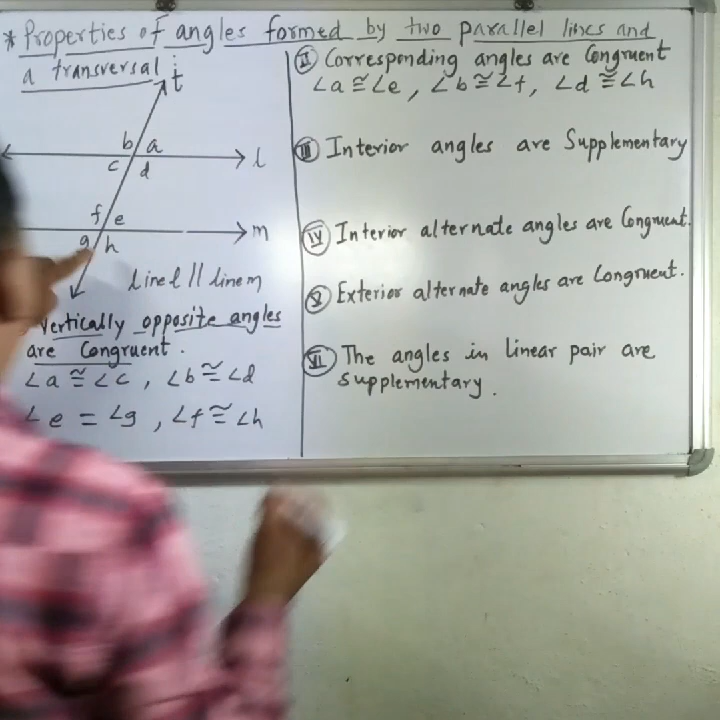 * Properties of angles formed by two parallel lines and
a transversal :
t
b a
c d
l
f e
m
g h
line l || line m
Vertically opposite angles
are Congruent .
∠a ≅ ∠c , ∠b ≅ ∠d
∠e = ∠g , ∠f ≅ ∠h
II Corresponding angles are Congruent
∠a ≅ ∠e , ∠b ≅ ∠f , ∠d ≅ ∠h
III Interior angles are Supplementary
IV Interior alternate angles are Congruent.
V Exterior alternate angles are Congruent.
VI The angles in linear pair are
supplementary .